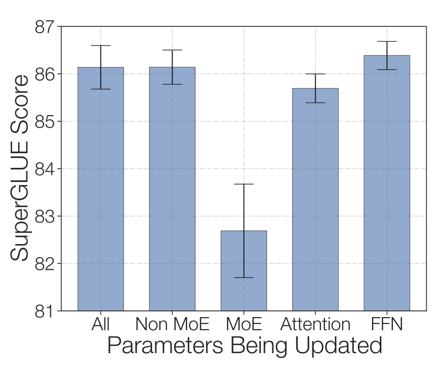 87
86
85
84
83
82
81
SuperGLUE Score
All Non MoE MoE Attention FFN
Parameters Being Updated